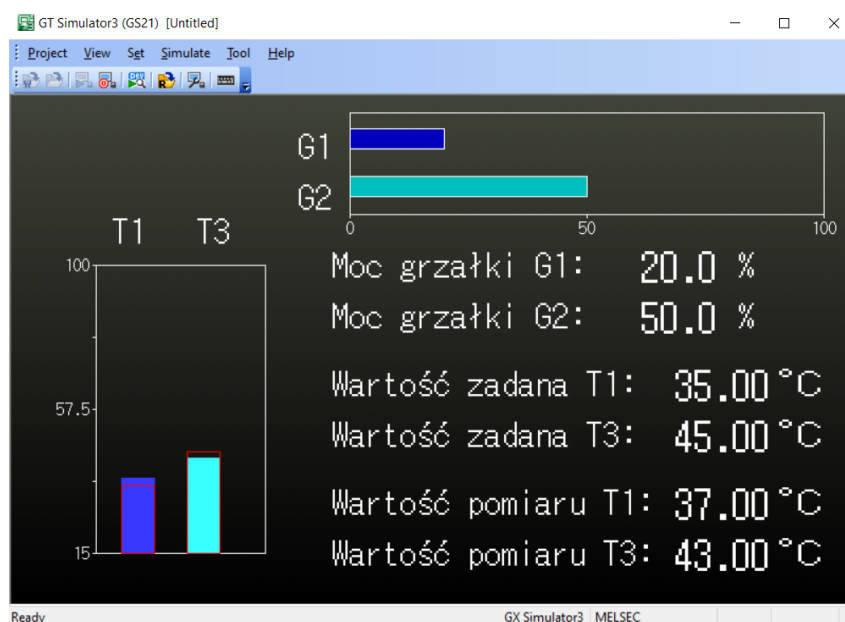 GT Simulator3 (GS21) [Untitled]
Project View Set Simulate Tool Help
G1
G2
0 50 100
T1 T3
100
57.5
15
Moc grzałki G1: 20.0 %
Moc grzałki G2: 50.0 %
Wartość zadana T1: 35.00°C
Wartość zadana T3: 45.00°C
Wartość pomiaru T1: 37.00°C
Wartość pomiaru T3: 43.00°C
Ready GX Simulator3 MELSEC